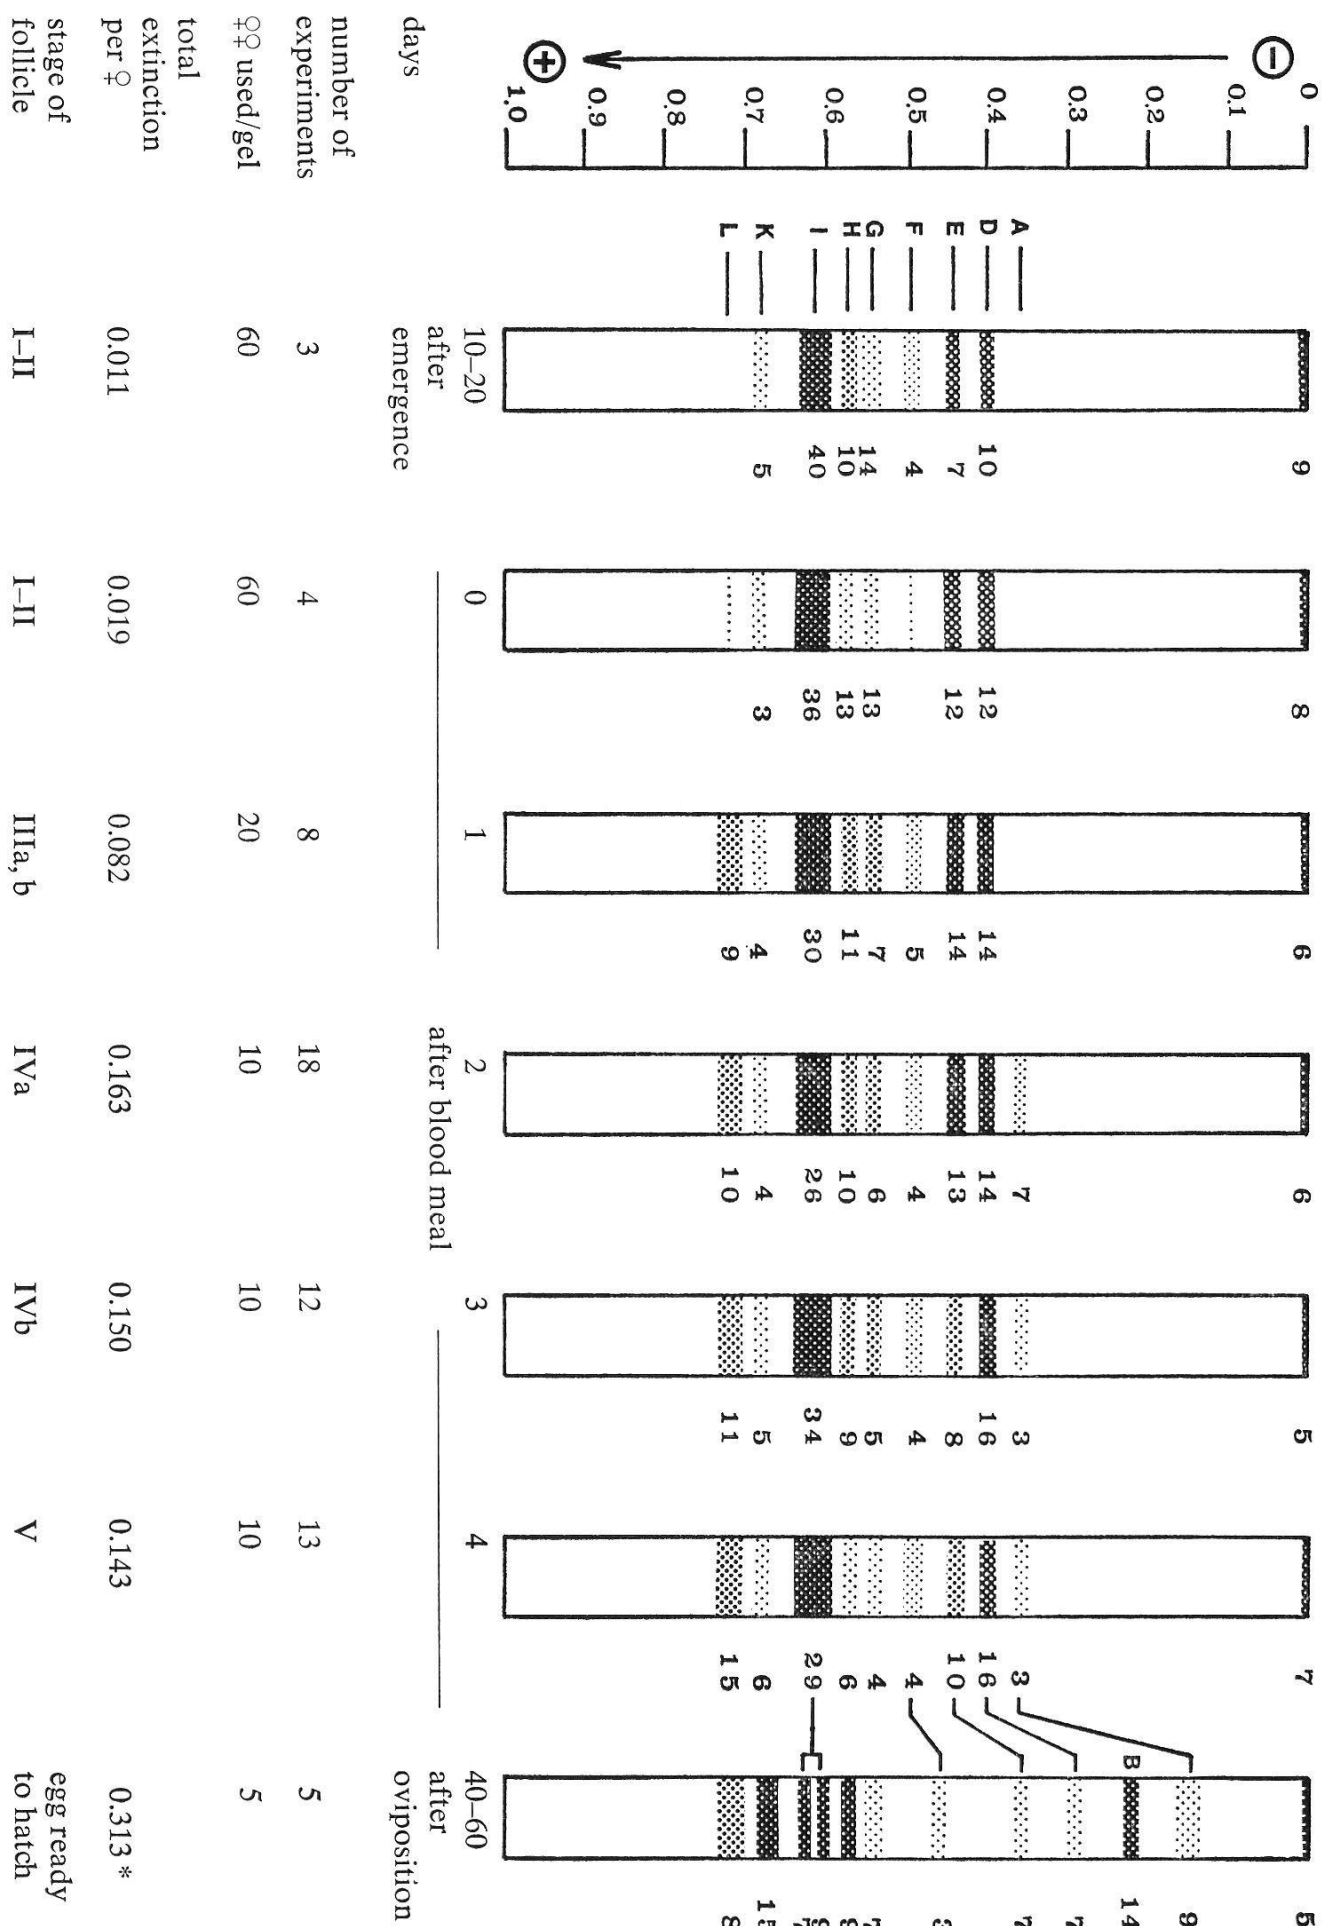 0 9 8 6 6 5 7 5
−
0.1
9
0.2
B 14
0.3
A 7 3 3
0.4
D 10 12 14 14 16 16
E 7 12 14 13 8 10
0.5
F 4 5 4 4 4
G 14 13 7 6 5 4
H 10 13 11 10 9 6
0.6
I 40 36 30 26 34 29
K 5 3 4 4 5 6 15
0.7
L 9 10 11 15 8
0.8
0.9
+
1.0
days 10–20 0 1 2 3 4 40–60
after after blood meal after
emergence oviposition
number of
experiments 3 4 8 18 12 13 5
♀♀ used/gel 60 60 20 10 10 10 5
total
extinction
per ♀ 0.011 0.019 0.082 0.163 0.150 0.143 0.313 *
stage of egg ready
follicle I–II I–II IIIa, b IVa IVb V to hatch